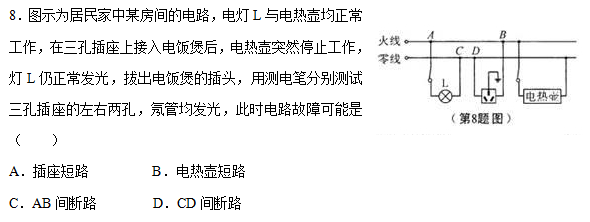 8．图示为居民家中某房间的电路，电灯 L 与电热壶均正常
工作，在三孔插座上接入电饭煲后，电热壶突然停止工作，
灯 L 仍正常发光，拔出电饭煲的插头，用测电笔分别测试
三孔插座的左右两孔，氖管均发光，此时电路故障可能是
（　　）
A．插座短路　　B．电热壶短路
C．AB 间断路　　D．CD 间断路
火线 A B
零线 C D
L
电热壶
（第8题图）